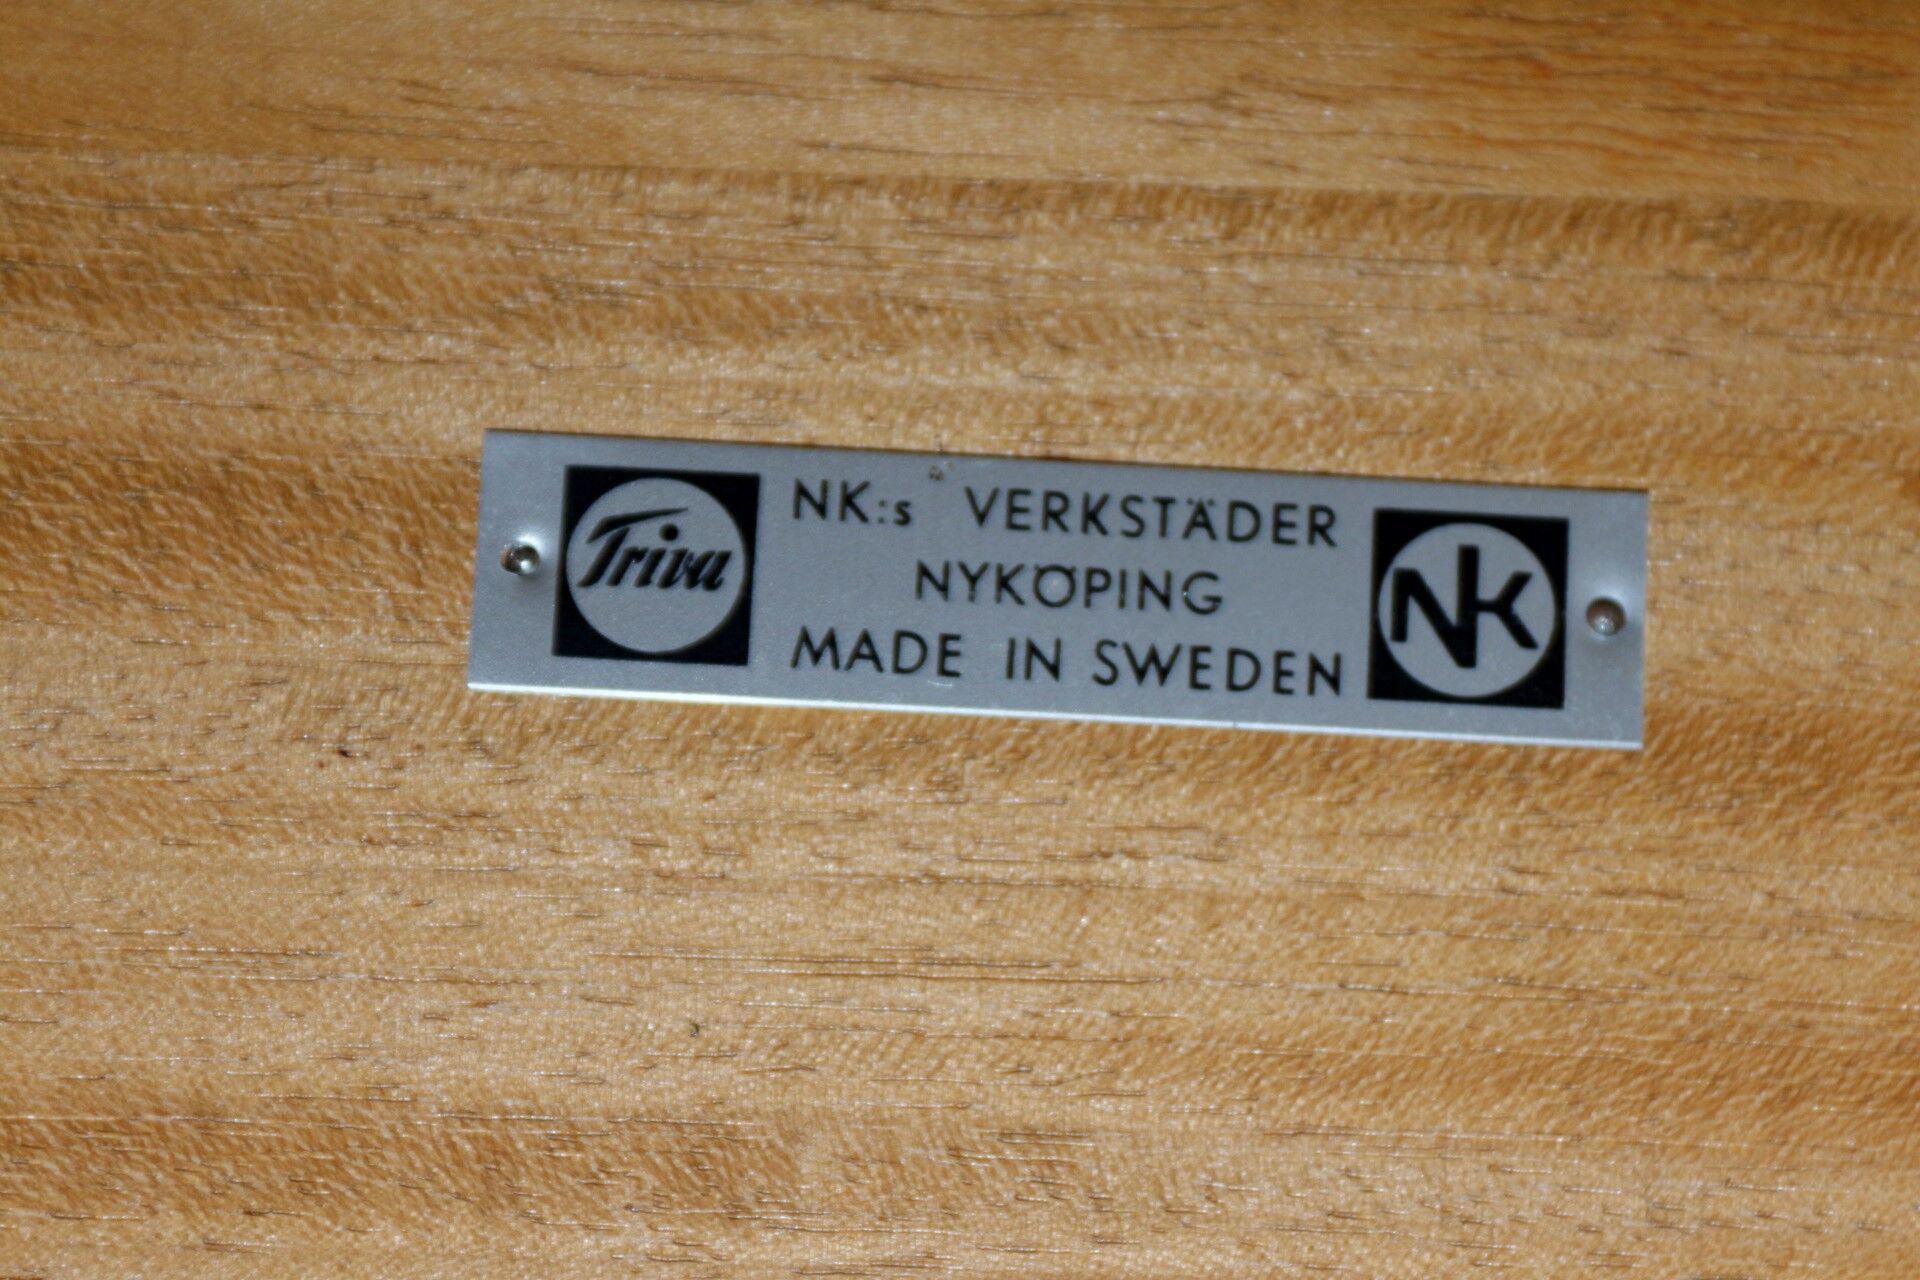 Triva
NK:s VERKSTÄDER
NYKÖPING
MADE IN SWEDEN
NK